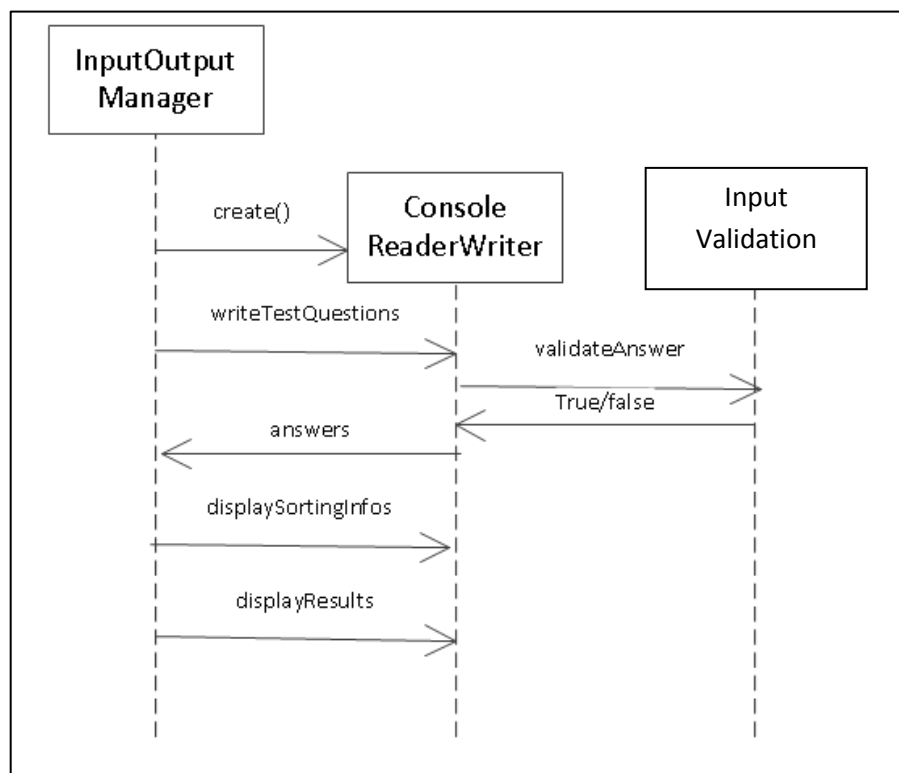 InputOutput
Manager
Console
ReaderWriter
Input
Validation
create()
writeTestQuestions
validateAnswer
True/false
answers
displaySortingInfos
displayResults